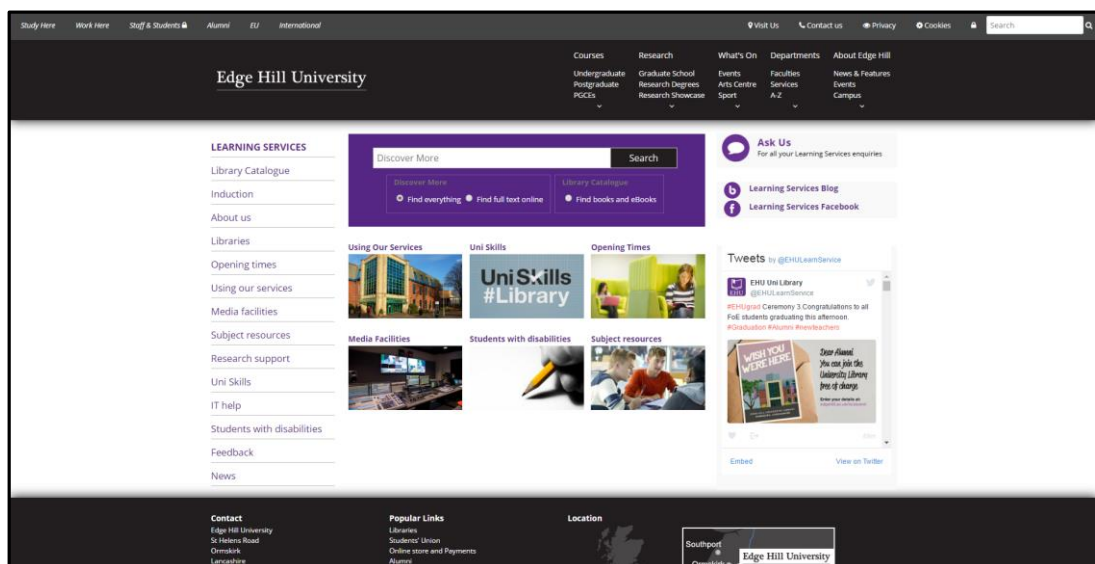 Study Here Work Here Staff & Students Alumni EU International
Visit Us Contact us Privacy Cookies Search
Edge Hill University
Courses Research What's On Departments About Edge Hill
Undergraduate Graduate School Events Faculties News & Features
Postgraduate Research Degrees Arts Centre Services Events
PGCEs Research Showcase Sport A-Z Campus
LEARNING SERVICES
Library Catalogue
Induction
About us
Libraries
Opening times
Using our services
Media facilities
Subject resources
Research support
Uni Skills
IT help
Students with disabilities
Feedback
News
Discover More Search
Discover More Library Catalogue
Find everything Find full text online Find books and eBooks
Using Our Services Uni Skills Opening Times
UniSkills
#Library
Media Facilities Students with disabilities Subject resources
Ask Us
For all your Learning Services enquiries
Learning Services Blog
Learning Services Facebook
Tweets by @EHULearnService
EHU Uni Library
@EHULearnService
#EHUgrad Ceremony 3.Congratulations to all
FoE students graduating this afternoon.
#Graduation #Alumni #newteachers
WISH YOU
WERE HERE
Dear Alumni
You can join the
University Library
free of charge
Enter your details at
Embed View on Twitter
Contact
Edge Hill University
St Helens Road
Ormskirk
Lancashire
Popular Links
Libraries
Students' Union
Online store and Payments
Alumni
Location
Southport
Edge Hill University
Ormskirk